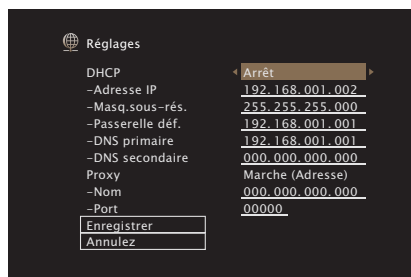 Réglages
DHCP Arrêt
–Adresse IP 192.168.001.002
–Masq.sous–rés. 255.255.255.000
–Passerelle déf. 192.168.001.001
–DNS primaire 192.168.001.001
–DNS secondaire 000.000.000.000
Proxy Marche (Adresse)
–Nom 000.000.000.000
–Port 00000
Enregistrer
Annulez